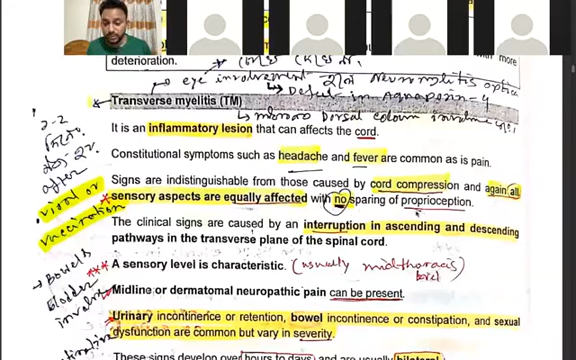 with more
deterioration.
eye involvement
Neuromylitis optica
Defect in Aquaporin-4
Transverse myelitis (TM)
Dorsal column
It is an inflammatory lesion that can affects the cord.
Constitutional symptoms such as headache and fever are common as is pain.
Signs are indistinguishable from those caused by cord compression and again all
sensory aspects are equally affected with no sparing of proprioception.
The clinical signs are caused by an interruption in ascending and descending
pathways in the transverse plane of the spinal cord.
A sensory level is characteristic. (usually midthoracis)
level
Midline or dermatomal neuropathic pain can be present.
Urinary incontinence or retention, bowel incontinence or constipation, and sexual
dysfunction are common but vary in severity.
These signs develop over hours to days and are usually bilateral
2-2
after
viral or
vaccination
Bowels
bladder